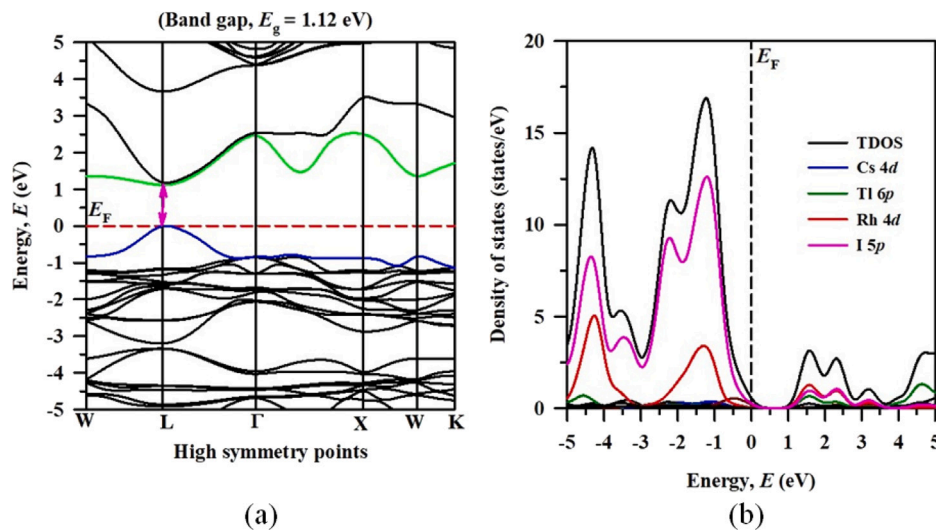 (Band gap, Eg = 1.12 eV)
5
4
3
2
1
0
-1
-2
-3
-4
-5
Energy, E (eV)
EF
W L Γ X W K
High symmetry points
(a)
20
15
10
5
0
Density of states (states/eV)
EF
TDOS
Cs 4d
Tl 6p
Rh 4d
I 5p
-5 -4 -3 -2 -1 0 1 2 3 4 5
Energy, E (eV)
(b)